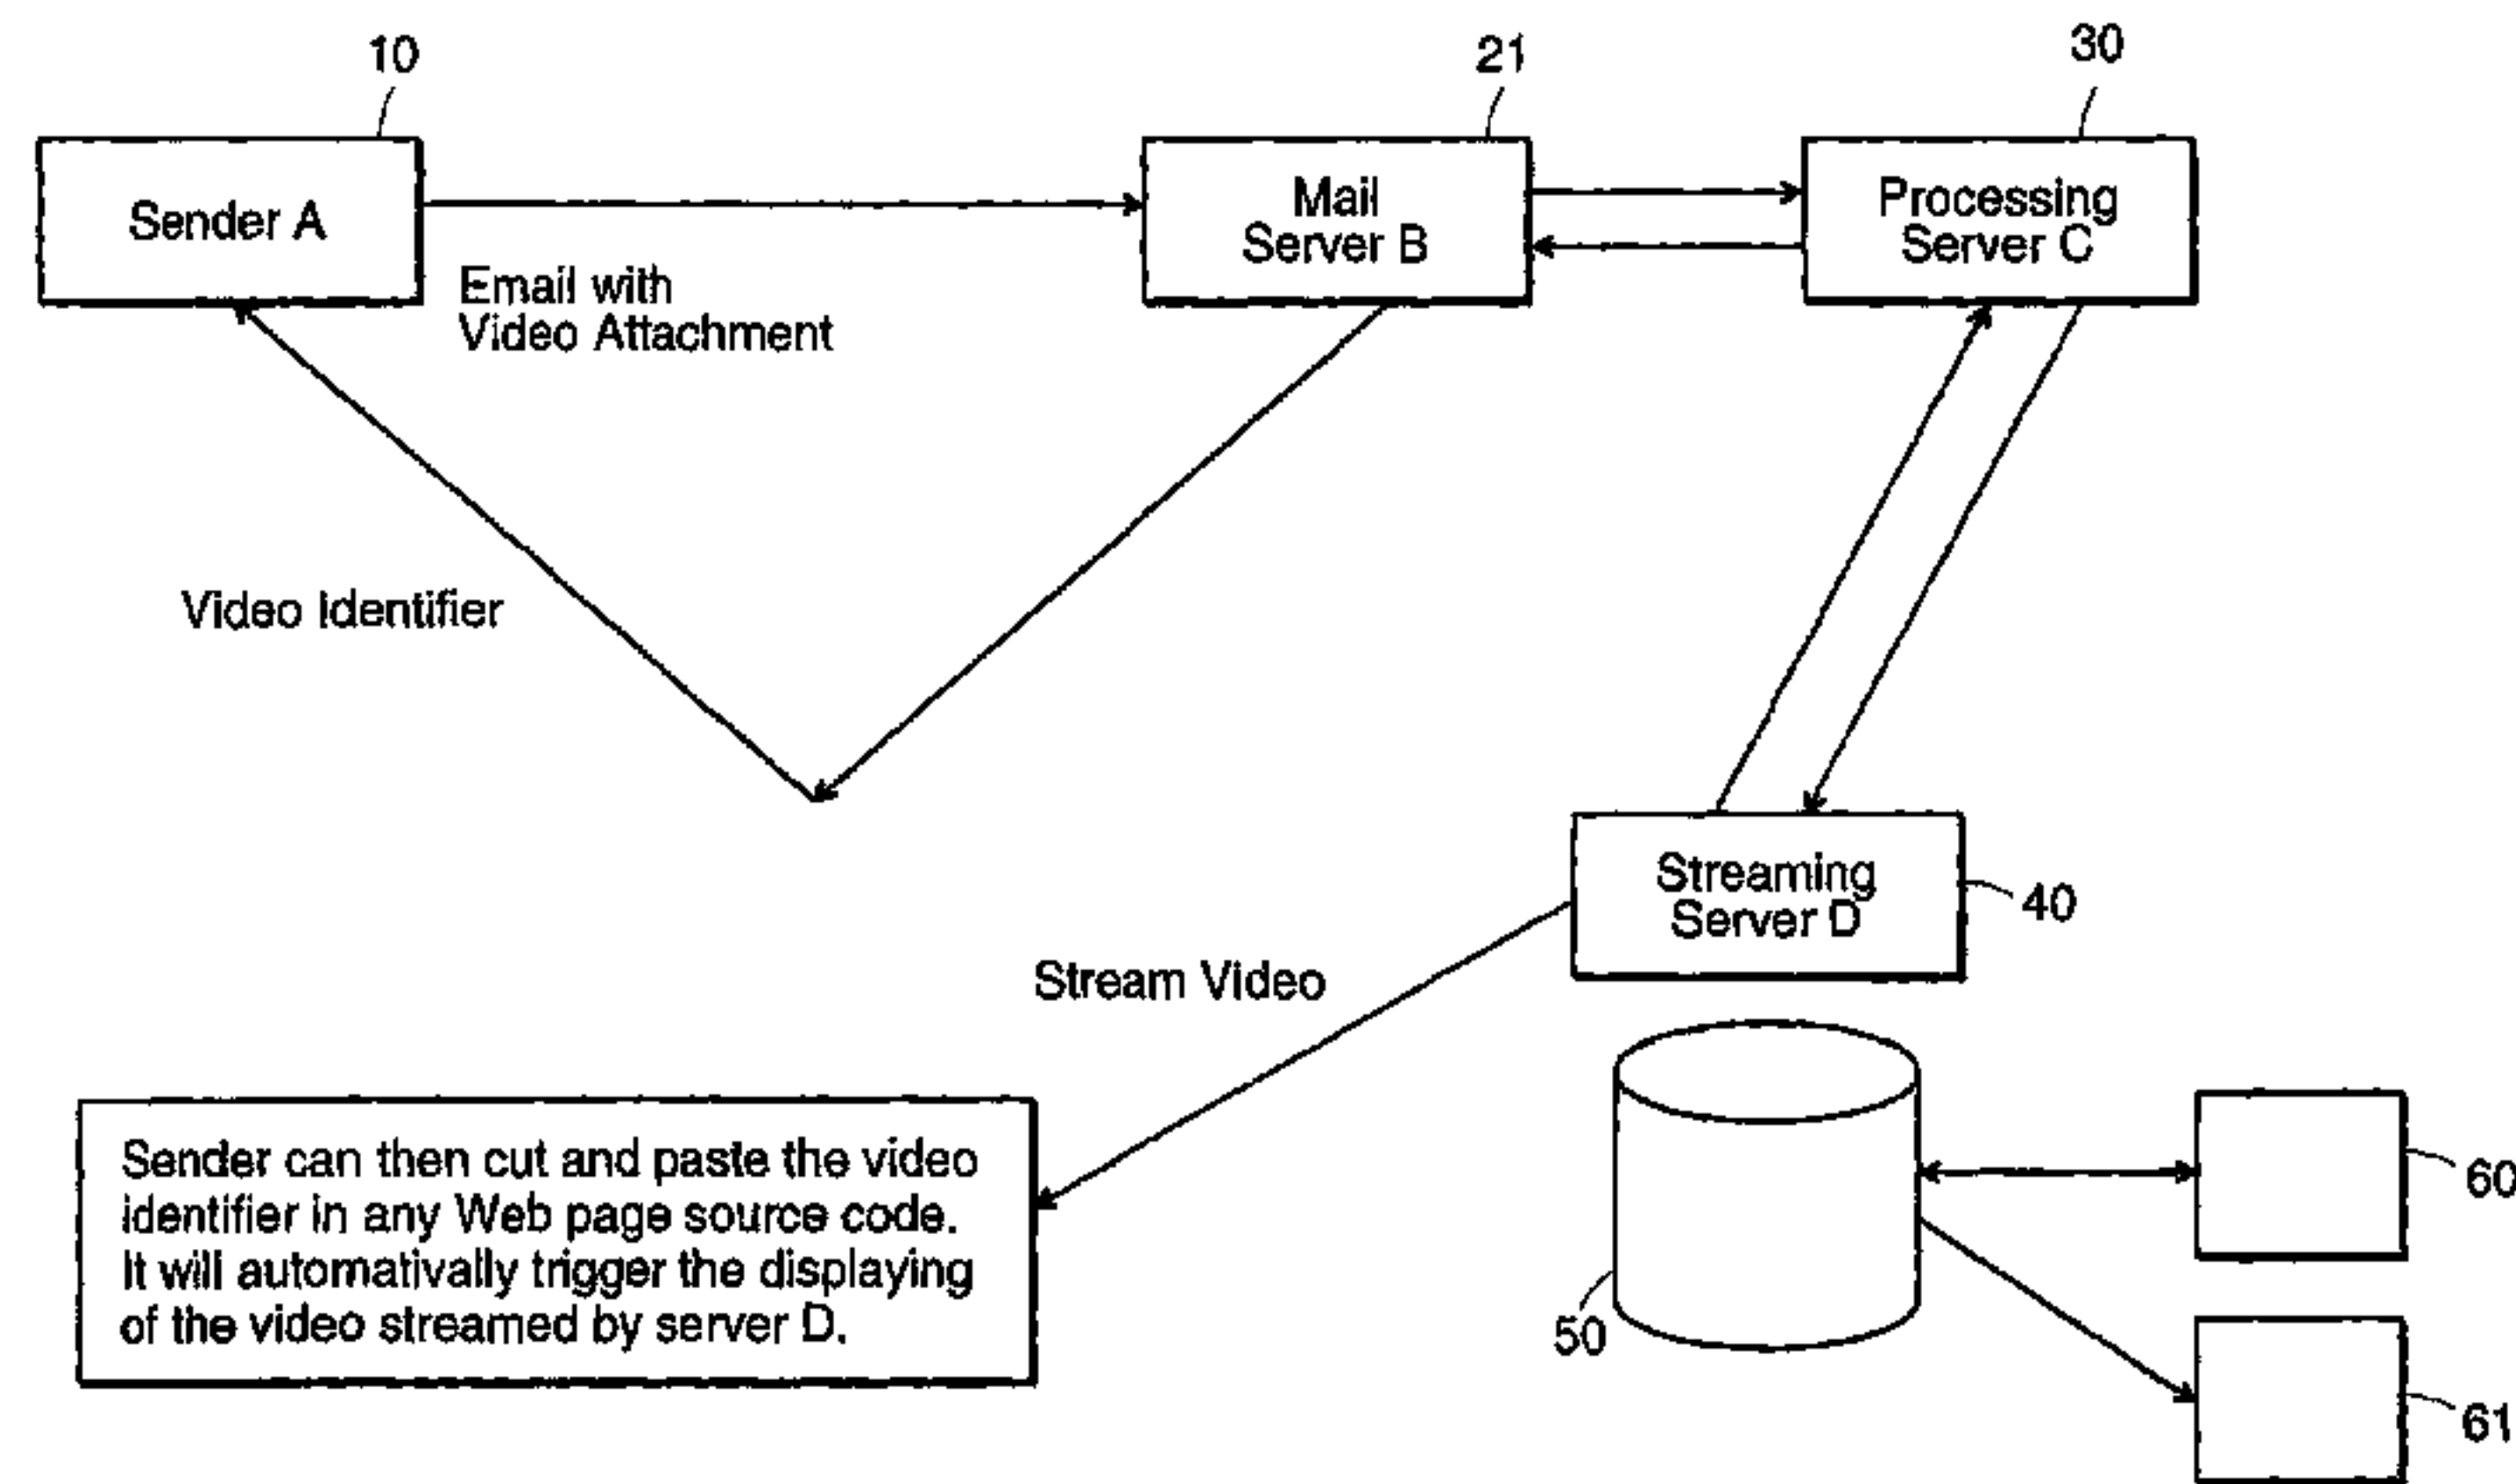 10
21
30
Sender A
Mail
Server B
Processing
Server C
Email with
Video Attachment
Video Identifier
Streaming
Server D
40
Stream Video
Sender can then cut and paste the video
identifier in any Web page source code.
It will automativally trigger the displaying
of the video streamed by server D.
50
60
61